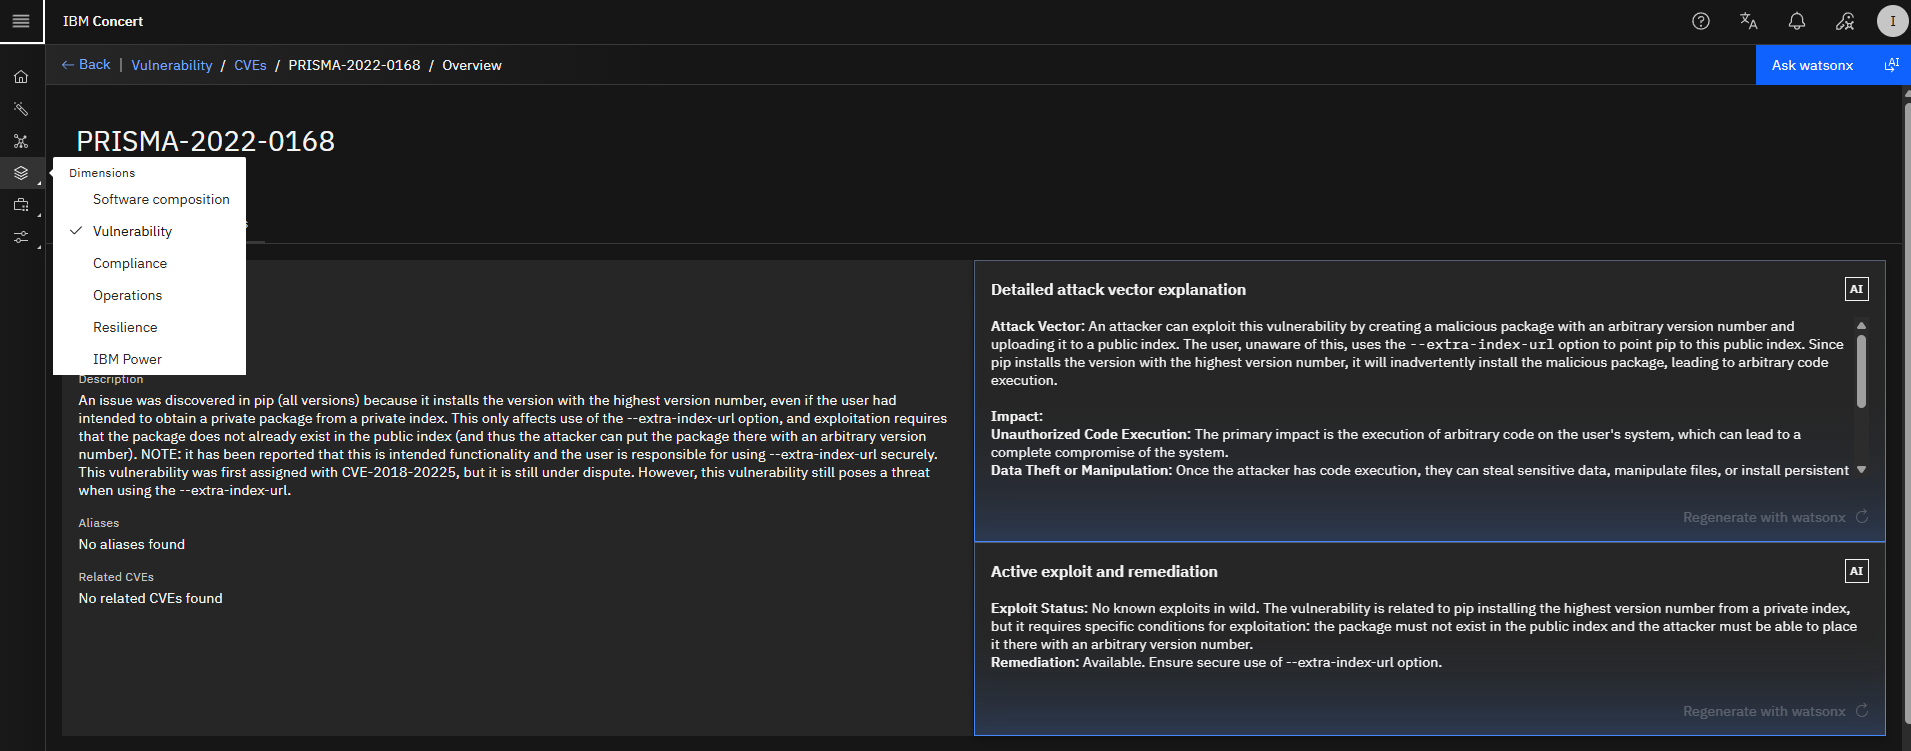 IBM Concert
I
Back | Vulnerability / CVEs / PRISMA-2022-0168 / Overview
Ask watsonx
AI
PRISMA-2022-0168
Dimensions
Software composition
Vulnerability
Compliance
Operations
Resilience
IBM Power
Description
An issue was discovered in pip (all versions) because it installs the version with the highest version number, even if the user had
intended to obtain a private package from a private index. This only affects use of the --extra-index-url option, and exploitation requires
that the package does not already exist in the public index (and thus the attacker can put the package there with an arbitrary version
number). NOTE: it has been reported that this is intended functionality and the user is responsible for using --extra-index-url securely.
This vulnerability was first assigned with CVE-2018-20225, but it is still under dispute. However, this vulnerability still poses a threat
when using the --extra-index-url.
Aliases
No aliases found
Related CVEs
No related CVEs found
Detailed attack vector explanation
AI
Attack Vector: An attacker can exploit this vulnerability by creating a malicious package with an arbitrary version number and
uploading it to a public index. The user, unaware of this, uses the --extra-index-url option to point pip to this public index. Since
pip installs the version with the highest version number, it will inadvertently install the malicious package, leading to arbitrary code
execution.
Impact:
Unauthorized Code Execution: The primary impact is the execution of arbitrary code on the user's system, which can lead to a
complete compromise of the system.
Data Theft or Manipulation: Once the attacker has code execution, they can steal sensitive data, manipulate files, or install persistent
Regenerate with watsonx
Active exploit and remediation
AI
Exploit Status: No known exploits in wild. The vulnerability is related to pip installing the highest version number from a private index,
but it requires specific conditions for exploitation: the package must not exist in the public index and the attacker must be able to place
it there with an arbitrary version number.
Remediation: Available. Ensure secure use of --extra-index-url option.
Regenerate with watsonx